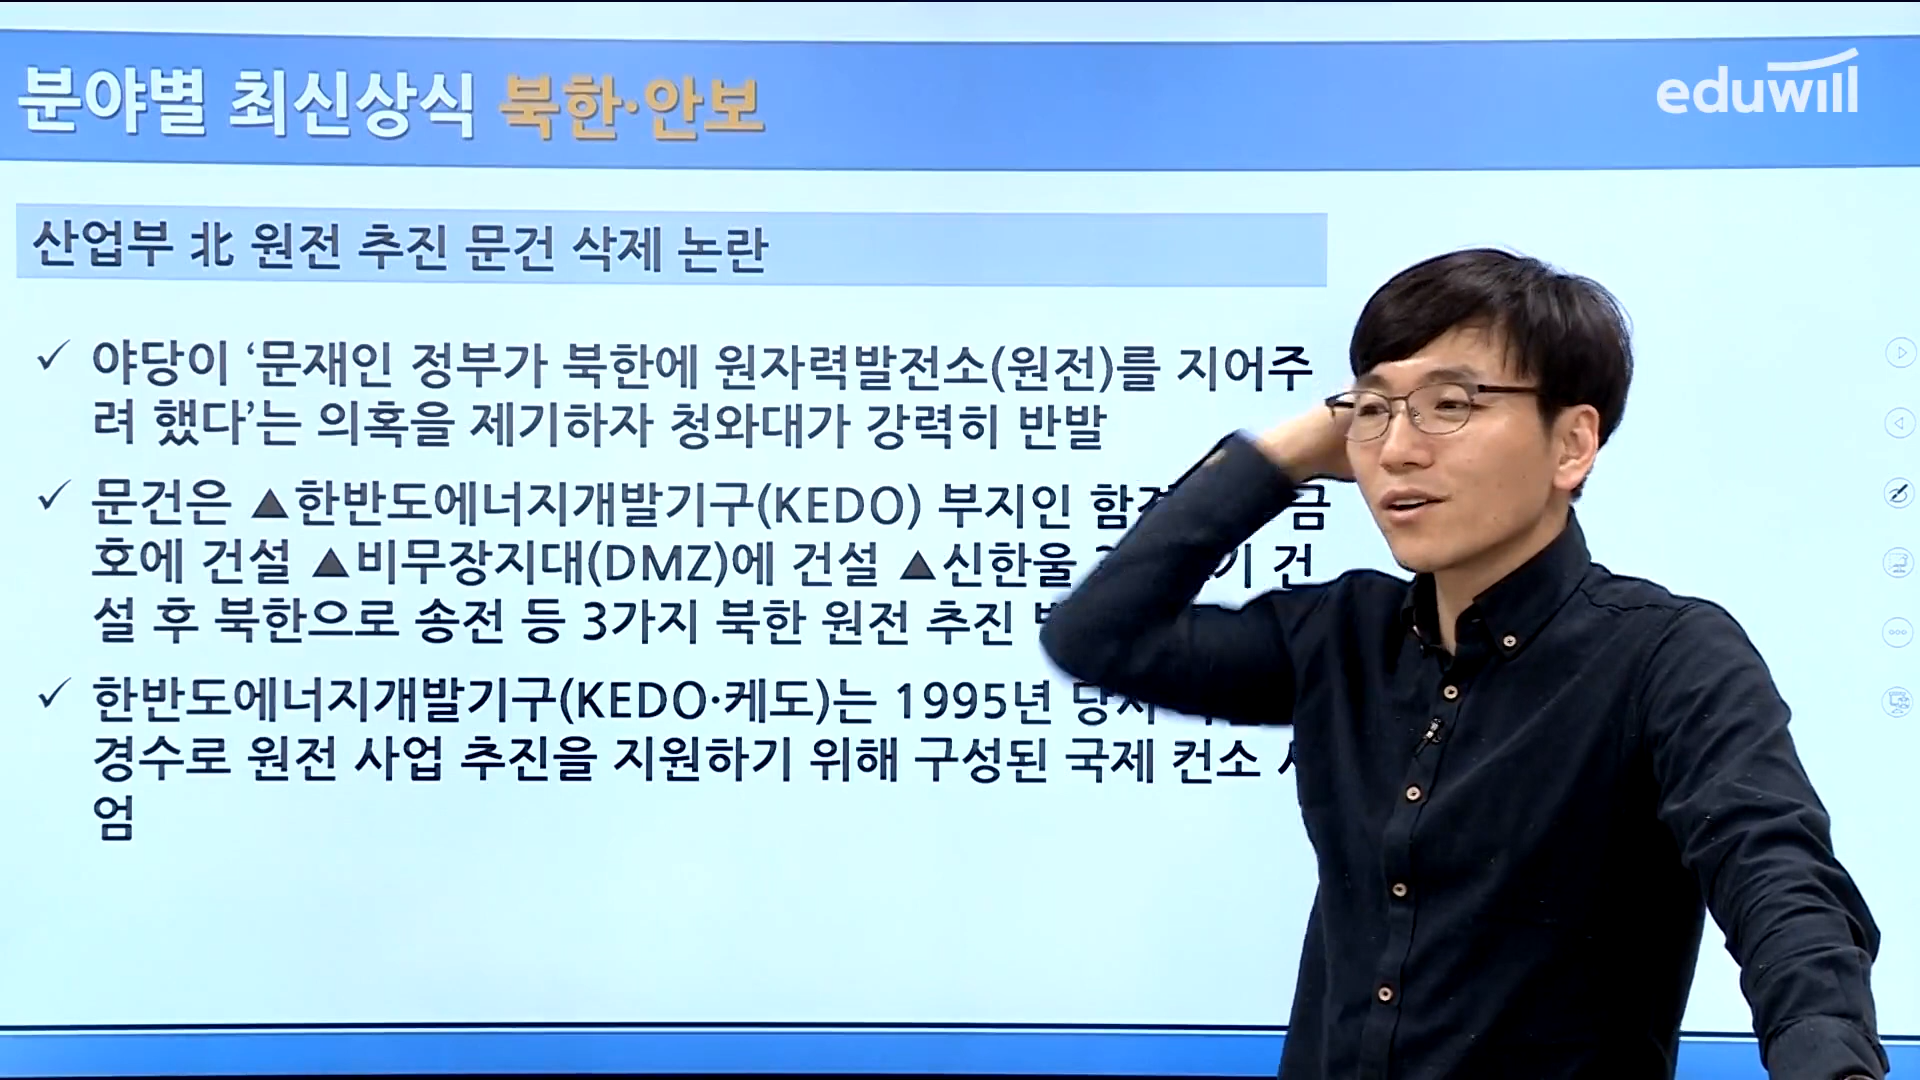 분야별 최신상식 북한·안보
eduwill
산업부 北 원전 추진 문건 삭제 논란
✓ 야당이 ‘문재인 정부가 북한에 원자력발전소(원전)를 지어주
려 했다’는 의혹을 제기하자 청와대가 강력히 반발
✓ 문건은 ▲한반도에너지개발기구(KEDO) 부지인 금
호에 건설 ▲비무장지대(DMZ)에 건설 ▲신한울 건
설 후 북한으로 송전 등 3가지 북한 원전 추진
✓ 한반도에너지개발기구(KEDO·케도)는 1995년
경수로 원전 사업 추진을 지원하기 위해 구성된 국제 컨소
엄